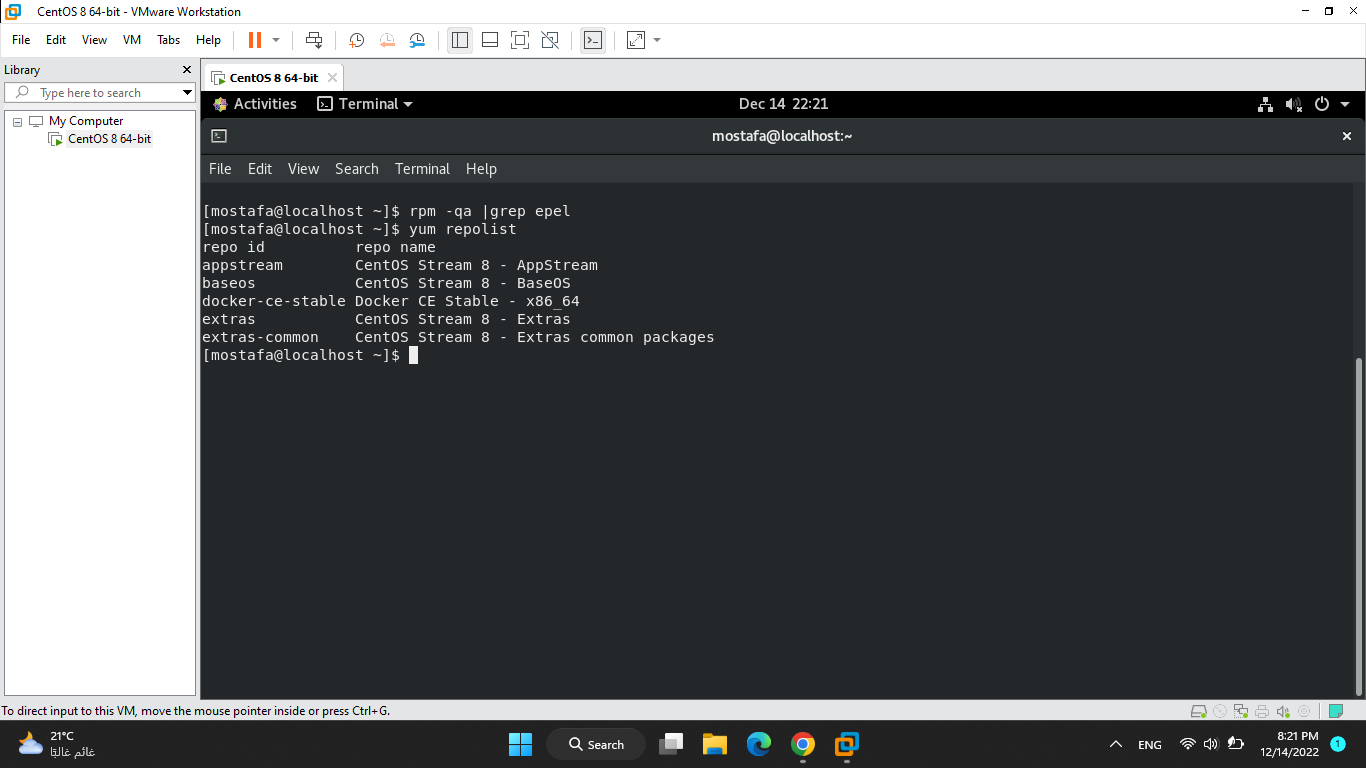 CentOS 8 64-bit - VMware Workstation
File Edit View VM Tabs Help
Library
Type here to search
My Computer
CentOS 8 64-bit
CentOS 8 64-bit
Activities Terminal Dec 14 22:21
mostafa@localhost:~
File Edit View Search Terminal Help
[mostafa@localhost ~]$ rpm -qa |grep epel
[mostafa@localhost ~]$ yum repolist
repo id repo name
appstream CentOS Stream 8 - AppStream
baseos CentOS Stream 8 - BaseOS
docker-ce-stable Docker CE Stable - x86_64
extras CentOS Stream 8 - Extras
extras-common CentOS Stream 8 - Extras common packages
[mostafa@localhost ~]$
To direct input to this VM, move the mouse pointer inside or press Ctrl+G.
21°C
غائم غالبًا
Search
ENG
8:21 PM
12/14/2022
1